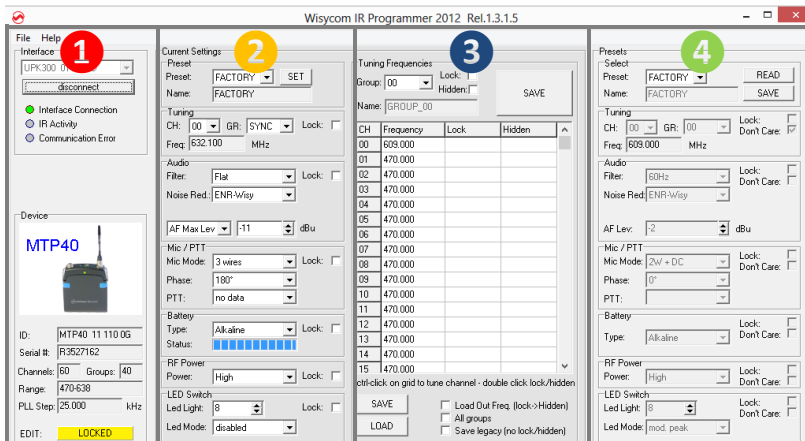 Wisycom IR Programmer 2012 Rel.1.3.1.5
File Help
1
Interface
UPK300
disconnect
Interface Connection
IR Activity
Communication Error
Device
MTP40
ID: MTP40 11 110 0G
Serial #: R3527162
Channels: 60 Groups: 40
Range: 470-638
PLL Step: 25.000 kHz
EDIT: LOCKED
2
Current Settings
Preset
Preset: FACTORY SET
Name: FACTORY
Tuning
CH: 00 GR: SYNC Lock:
Freq: 632.100 MHz
Audio
Filter: Flat Lock:
Noise Red.: ENR-Wisy
AF Max Lev -11 dBu
Mic / PTT
Mic Mode: 3 wires Lock:
Phase: 180°
PTT: no data
Battery
Type: Alkaline Lock:
Status:
RF Power
Power: High Lock:
LED Switch
Led Light: 8 Lock:
Led Mode: disabled
3
Tuning Frequencies
Group: 00 Lock:
Hidden:
SAVE
Name: GROUP_00
CH Frequency Lock Hidden
00 609.000
01 470.000
02 470.000
03 470.000
04 470.000
05 470.000
06 470.000
07 470.000
08 470.000
09 470.000
10 470.000
11 470.000
12 470.000
13 470.000
14 470.000
15 470.000
ctrl-click on grid to tune channel - double click lock/hidden
SAVE
LOAD
Load Out Freq. (lock->Hidden)
All groups
Save legacy (no lock/hidden)
4
Presets
Select
Preset: FACTORY READ
Name: FACTORY SAVE
Tuning
CH: 00 GR: 00 Lock:
Don't Care:
Freq: 609.000 MHz
Audio
Filter: 60Hz Lock:
Don't Care:
Noise Red.: ENR-Wisy
AF Lev: -2 dBu
Mic / PTT
Mic Mode: 2W + DC Lock:
Don't Care:
Phase: 0°
PTT:
Battery
Type: Alkaline Lock:
Don't Care:
RF Power
Power: High Lock:
Don't Care:
LED Switch
Led Light: 8 Lock:
Don't Care:
Led Mode: mod. peak